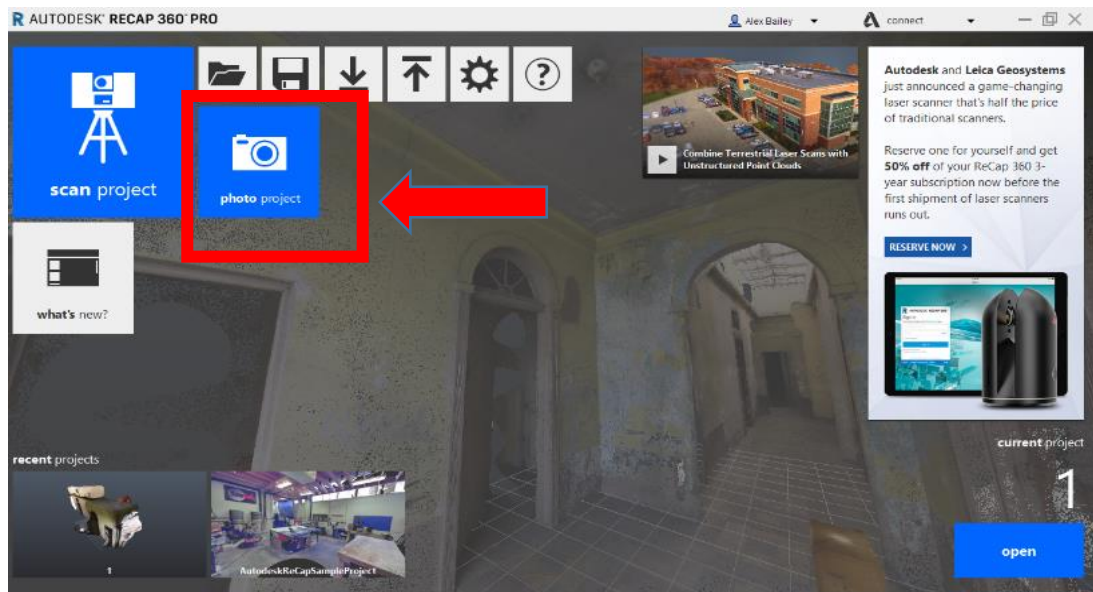 R AUTODESK® RECAP 360™ PRO
Alex Bailey
connect
scan project
?
photo project
what's new?
Combine Terrestrial Laser Scans with
Unstructured Point Clouds
Autodesk and Leica Geosystems
just announced a game-changing
laser scanner that's half the price
of traditional scanners.
Reserve one for yourself and get
50% off of your ReCap 360 3-
year subscription now before the
first shipment of laser scanners
runs out.
RESERVE NOW >
recent projects
1
AutodeskReCapSampleProject
current project
1
open